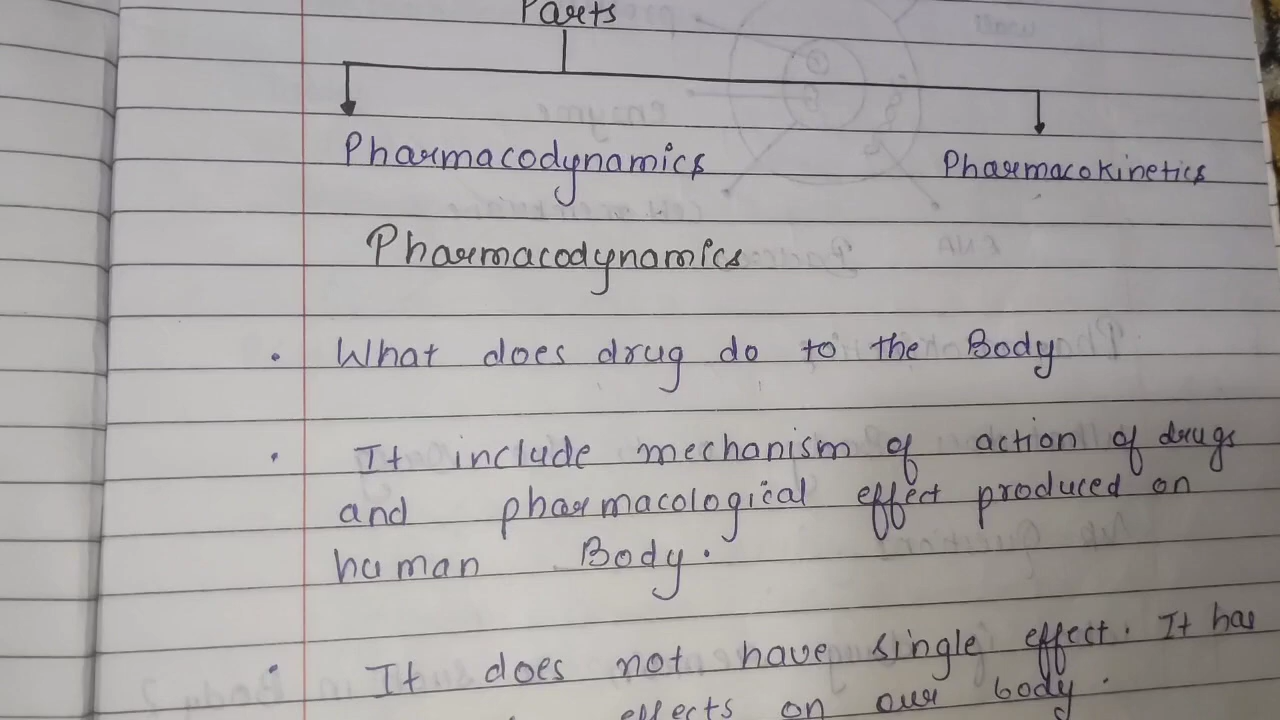 Parts
Pharmacodynamics Pharmacokinetics
Pharmacodynamics
• What does drug do to the Body
• It include mechanism of action of drugs
and pharmacological effect produced on
human Body.
• It does not have single effect. It has
effects on our body.